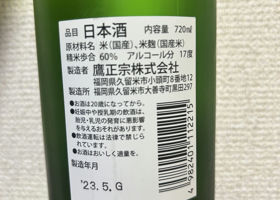 品目 日本酒 内容量 720ml
原材料名 米(国産)、米麹(国産米)
精米歩合 60% アルコール分 17度
製造者 鷹正宗株式会社
福岡県久留米市小頭町8番地12
製造所 福岡県久留米市大善寺町黒田297
●お酒は20歳になってから。
●妊娠中や授乳期の飲酒は、
胎児・乳児の発育に悪影響
を与えるおそれがあります。
●飲酒運転は法律で禁じら
れています。
●お酒はおいしく適量を。
製造年月
'23.5.G
4982401112215